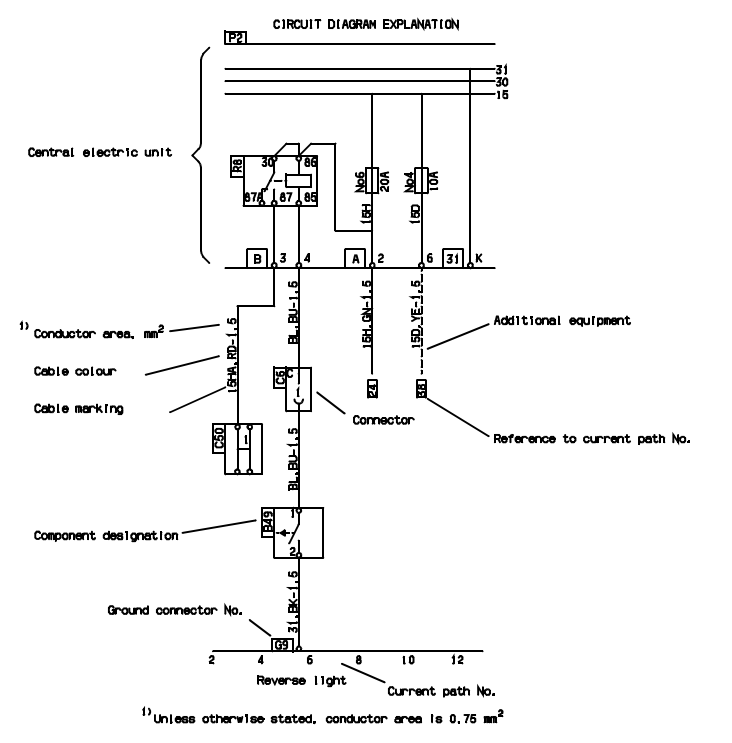 CIRCUIT DIAGRAM EXPLANATION
P2
31
30
15
Central electric unit
R8
30 86
87A 87 85
No6
20A
15H
No4
10A
15D
B 3 4 A 2 6 31 K
1) Conductor area, mm2
Cable colour
Cable marking
15HA,RD-1,5
BL,BU-1,5
15H,GN-1,5
15D,YE-1,5
Additional equipment
C6
C
1
24
38
Connector
Reference to current path No.
C50
1
BL,BU-1,5
Component designation
B49
1
2
31,BK-1,5
Ground connector No.
G9
2 4 6 8 10 12
Reverse light
Current path No.
1) Unless otherwise stated, conductor area is 0,75 mm2